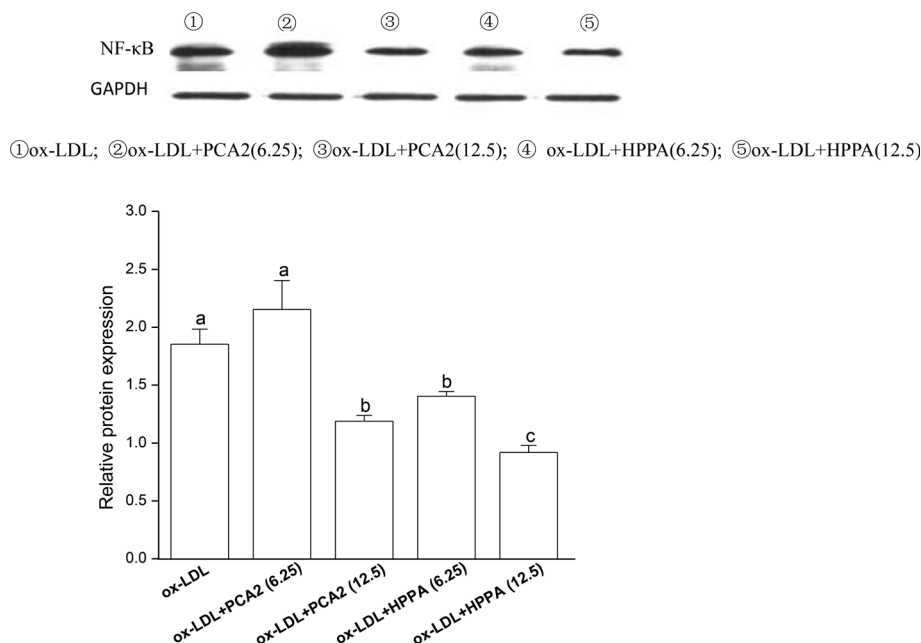 ① ② ③ ④ ⑤
NF-κB
GAPDH
①ox-LDL; ②ox-LDL+PCA2(6.25); ③ox-LDL+PCA2(12.5); ④ ox-LDL+HPPA(6.25); ⑤ox-LDL+HPPA(12.5)
Relative protein expression
3.0
2.5
2.0
1.5
1.0
0.5
0.0
a
a
b
b
c
ox-LDL
ox-LDL+PCA2 (6.25)
ox-LDL+PCA2 (12.5)
ox-LDL+HPPA (6.25)
ox-LDL+HPPA (12.5)